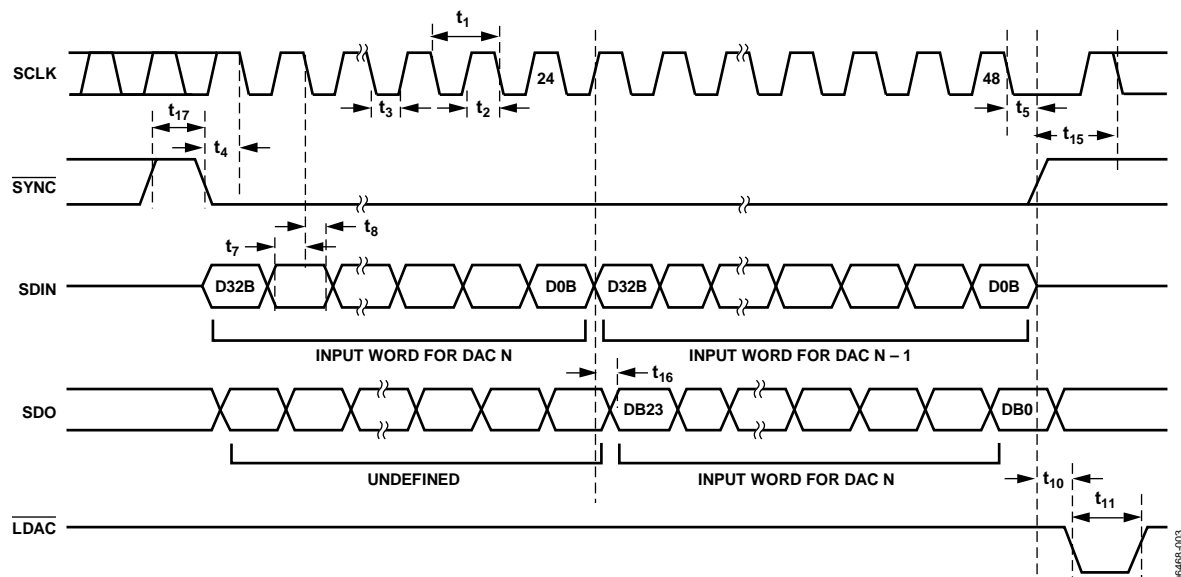 t1
SCLK
24
48
t3
t2
t5
t17
t15
t4
SYNC
t8
t7
SDIN
D32B
D0B
D32B
D0B
INPUT WORD FOR DAC N
INPUT WORD FOR DAC N – 1
t16
SDO
DB23
DB0
UNDEFINED
INPUT WORD FOR DAC N
t10
t11
LDAC
06468-003